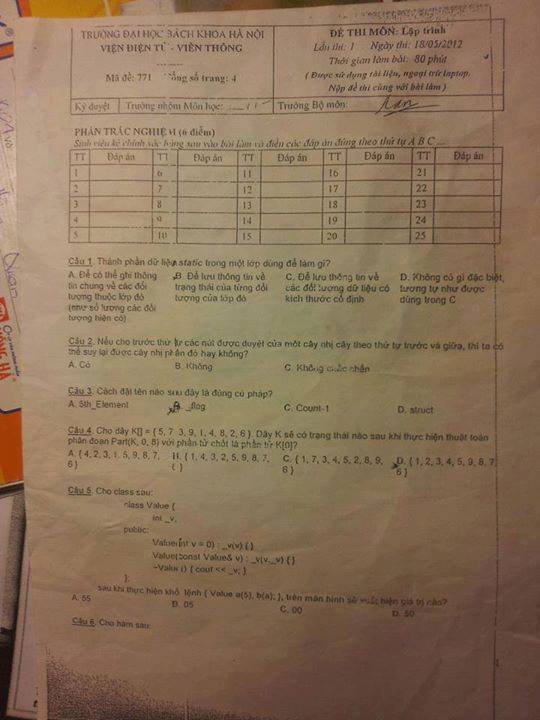 TRƯỜNG ĐẠI HỌC BÁCH KHOA HÀ NỘI
VIỆN ĐIỆN TỬ - VIỄN THÔNG
Mã đề: 771 Tổng số trang: 4
ĐỀ THI MÔN: Lập trình
Lần thi: 1 Ngày thi: 18/05/2012
Thời gian làm bài: 80 phút
( Được sử dụng tài liệu, ngoại trừ laptop.
Nộp đề thi cùng với bài làm )
Ký duyệt Trưởng nhóm Môn học: Trưởng Bộ môn:
PHẦN TRẮC NGHIỆM (6 điểm)
Sinh viên kẻ chính xác bảng sau vào bài làm và điền các đáp án đúng theo thứ tự A B C ...
TT Đáp án TT Đáp án TT Đáp án TT Đáp án TT Đáp án
1 6 11 16 21
2 7 12 17 22
3 8 13 18 23
4 9 14 19 24
5 10 15 20 25
Câu 1. Thành phần dữ liệu static trong một lớp dùng để làm gì?
A. Để có thể ghi thông tin chung về các đối tượng thuộc lớp đó (như số lượng các đối tượng hiện có)
B. Để lưu thông tin về trạng thái của từng đối tượng của lớp đó
C. Để lưu thông tin về các đối tượng dữ liệu có kích thước cố định
D. Không có gì đặc biệt, tương tự như được dùng trong C
Câu 2. Nếu cho trước thứ tự các nút được duyệt của một cây nhị cây theo thứ tự trước và giữa, thì ta có
thể suy lại được cây nhị phân đó hay không?
A. Có B. Không C. Không chắc chắn
Câu 3. Cách đặt tên nào sau đây là đúng cú pháp?
A. 5th_Element B. _flag C. Count-1 D. struct
Câu 4. Cho dãy K[] = { 5, 7, 3, 9, 1, 4, 8, 2, 6 }. Dãy K sẽ có trạng thái nào sau khi thực hiện thuật toán
phân đoạn Part(K, 0, 8) với phần tử chốt là phần tử K[0]?
A. { 4, 2, 3, 1, 5, 9, 8, 7, 6 }
B. { 1, 4, 3, 2, 5, 9, 8, 7, 6 }
C. { 1, 7, 3, 4, 5, 2, 8, 9, 6 }
D. { 1, 2, 3, 4, 5, 9, 8, 7, 6 }
Câu 5. Cho class sau:
class Value {
int _v;
public:
Value(int v = 0) : _v(v) { }
Value(const Value& v) : _v(v._v) { }
~Value () { cout << _v; }
};
sau khi thực hiện khối lệnh { Value a(5), b(a); }, trên màn hình sẽ xuất hiện giá trị nào?
A. 55 B. 05 C. 00 D. 50
Câu 6. Cho hàm sau: